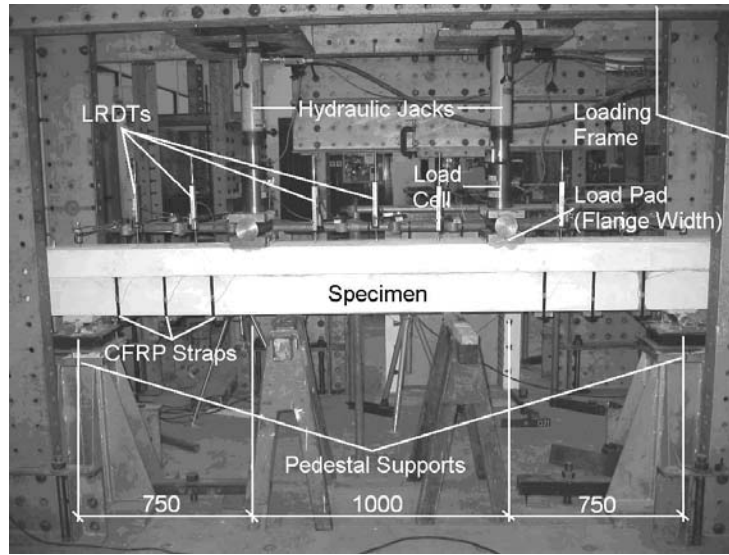 LRDTs
Hydraulic Jacks
Loading
Frame
Load
Cell
Load Pad
(Flange Width)
Specimen
CFRP Straps
Pedestal Supports
750
1000
750